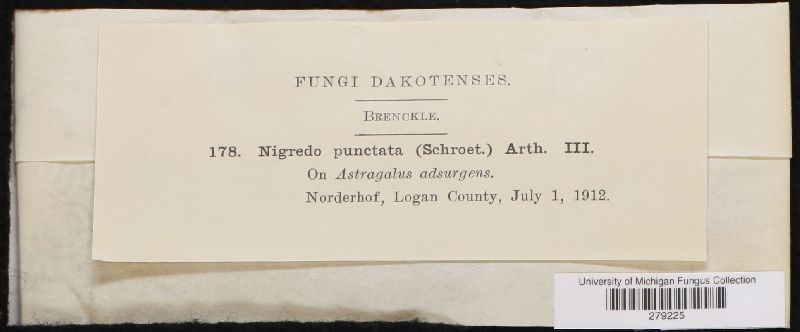 FUNGI DAKOTENSES.
BRENCKLE.
178. Nigredo punctata (Schroet.) Arth. III.
On Astragalus adsurgens.
Norderhof, Logan County, July 1, 1912.
University of Michigan Fungus Collection
279225